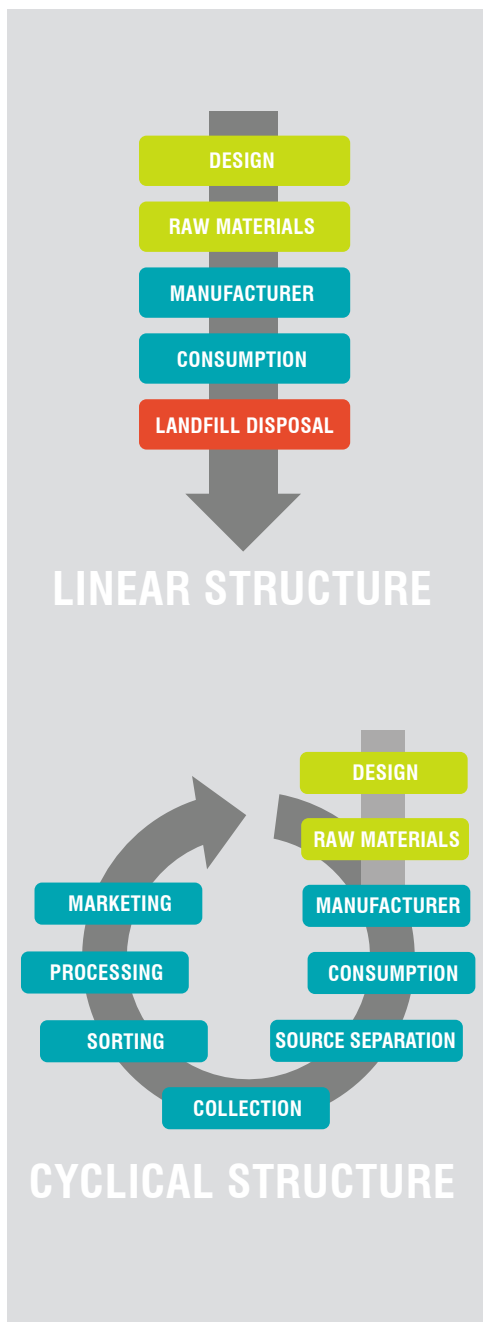 DESIGN
RAW MATERIALS
MANUFACTURER
CONSUMPTION
LANDFILL DISPOSAL
LINEAR STRUCTURE
DESIGN
RAW MATERIALS
MANUFACTURER
CONSUMPTION
SOURCE SEPARATION
COLLECTION
SORTING
PROCESSING
MARKETING
CYCLICAL STRUCTURE